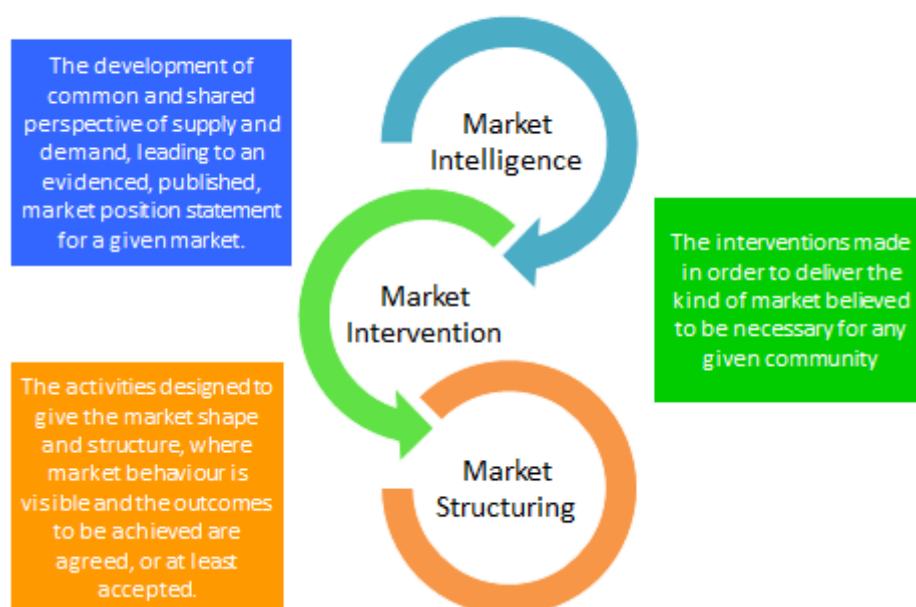 The development of
common and shared
perspective of supply and
demand, leading to an
evidenced, published,
market position statement
for a given market.
Market
Intelligence
The interventions made
in order to deliver the
kind of market believed
to be necessary for any
given community
Market
Intervention
The activities designed to
give the market shape
and structure, where
market behaviour is
visible and the outcomes
to be achieved are
agreed, or at least
accepted.
Market
Structuring